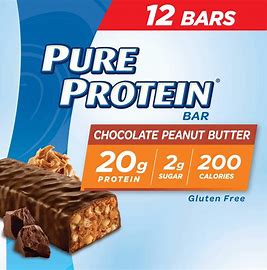 12 BARS
PURE
PROTEIN®
BAR
CHOCOLATE PEANUT BUTTER
20g 2g 200
PROTEIN SUGAR CALORIES
Gluten Free